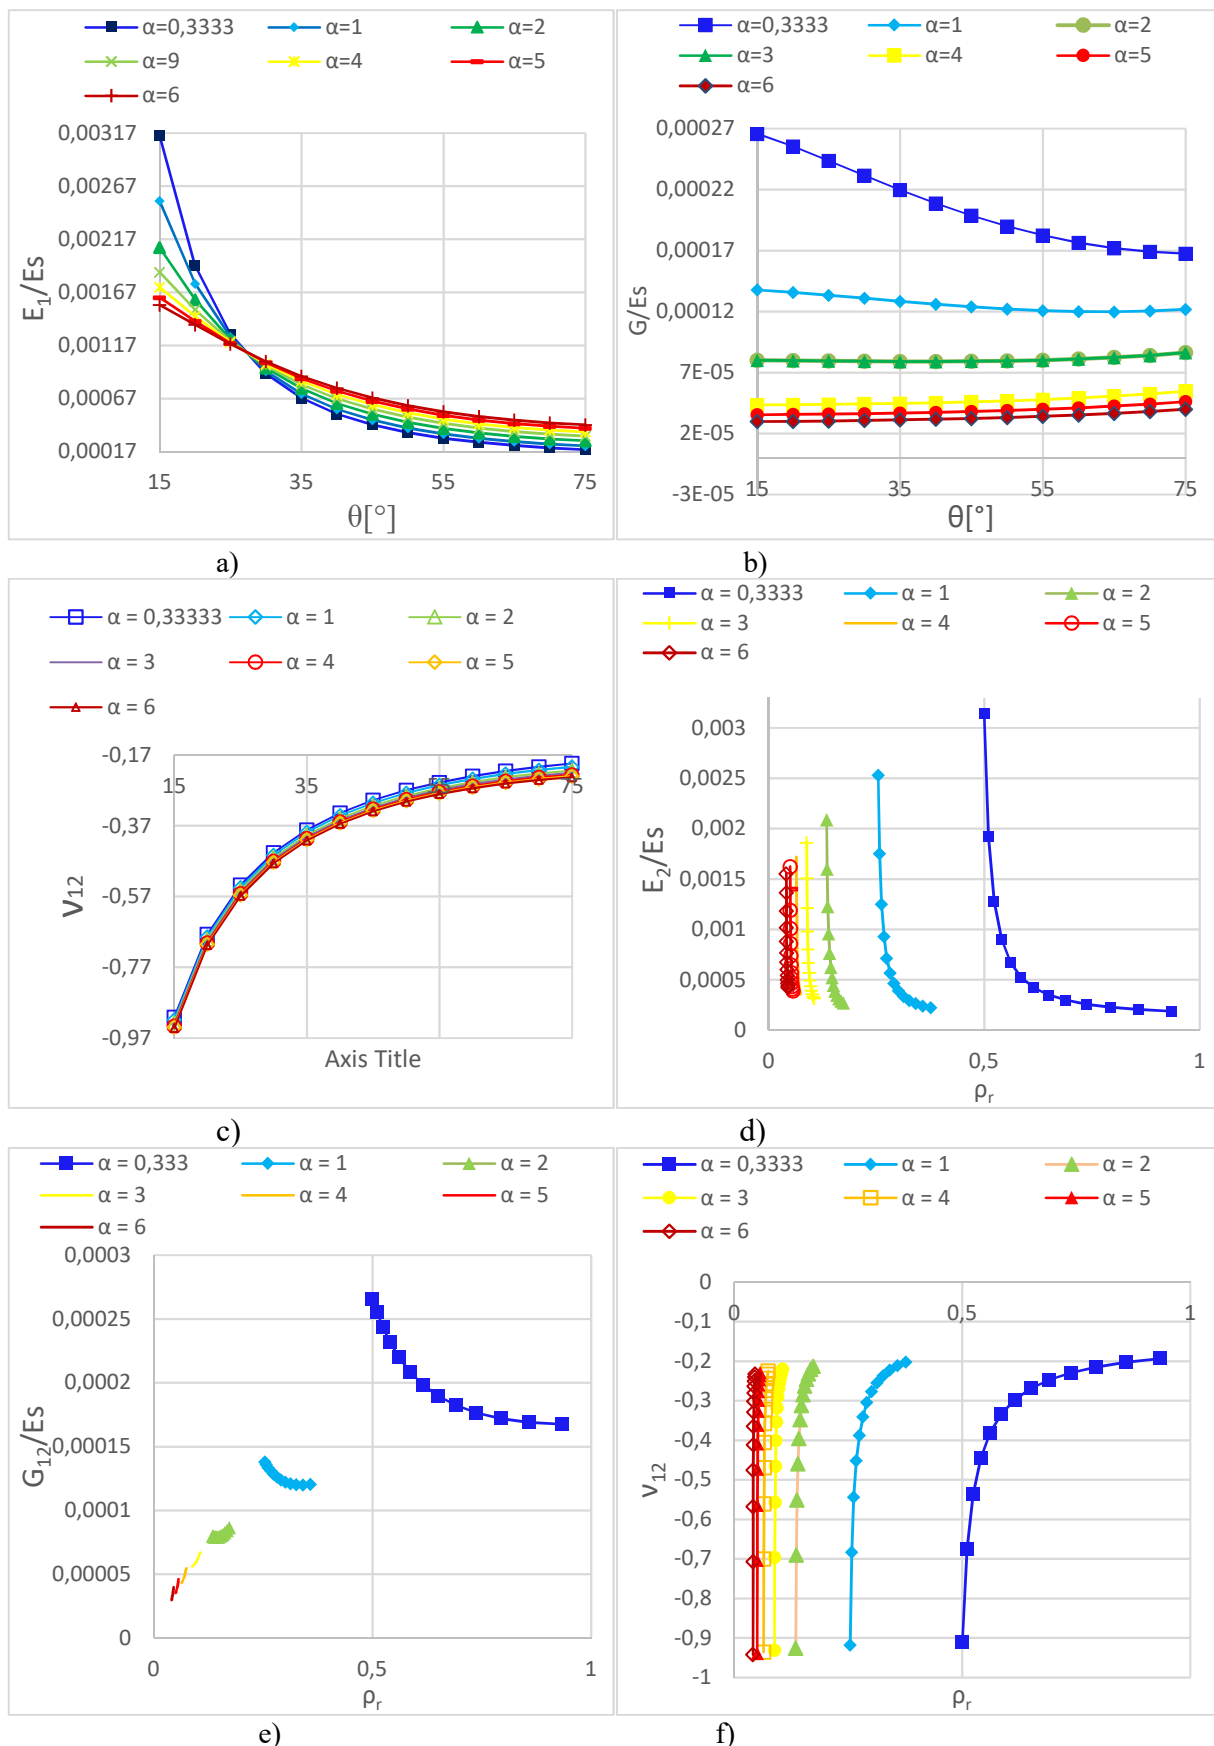 α=0,3333 α=1 α=2
α=9 α=4 α=5
α=6
0,00317
0,00267
0,00217
0,00167
0,00117
0,00067
0,00017
E1/Es
15 35 55 75
θ[°]
a)
α=0,3333 α=1 α=2
α=3 α=4 α=5
α=6
0,00027
0,00022
0,00017
0,00012
7E-05
2E-05
-3E-05
G/Es
15 35 55 75
θ[°]
b)
α = 0,33333 α = 1 α = 2
α = 3 α = 4 α = 5
α = 6
-0,17
-0,37
-0,57
-0,77
-0,97
ν12
15 35 55 75
Axis Title
c)
α = 0,3333 α = 1 α = 2
α = 3 α = 4 α = 5
α = 6
0,003
0,0025
0,002
0,0015
0,001
0,0005
0
E2/Es
0 0,5 1
ρr
d)
α = 0,333 α = 1 α = 2
α = 3 α = 4 α = 5
α = 6
0,0003
0,00025
0,0002
0,00015
0,0001
0,00005
0
G12/Es
0 0,5 1
ρr
e)
α = 0,3333 α = 1 α = 2
α = 3 α = 4 α = 5
α = 6
0
-0,1
-0,2
-0,3
-0,4
-0,5
-0,6
-0,7
-0,8
-0,9
-1
ν12
0 0,5 1
ρr
f)